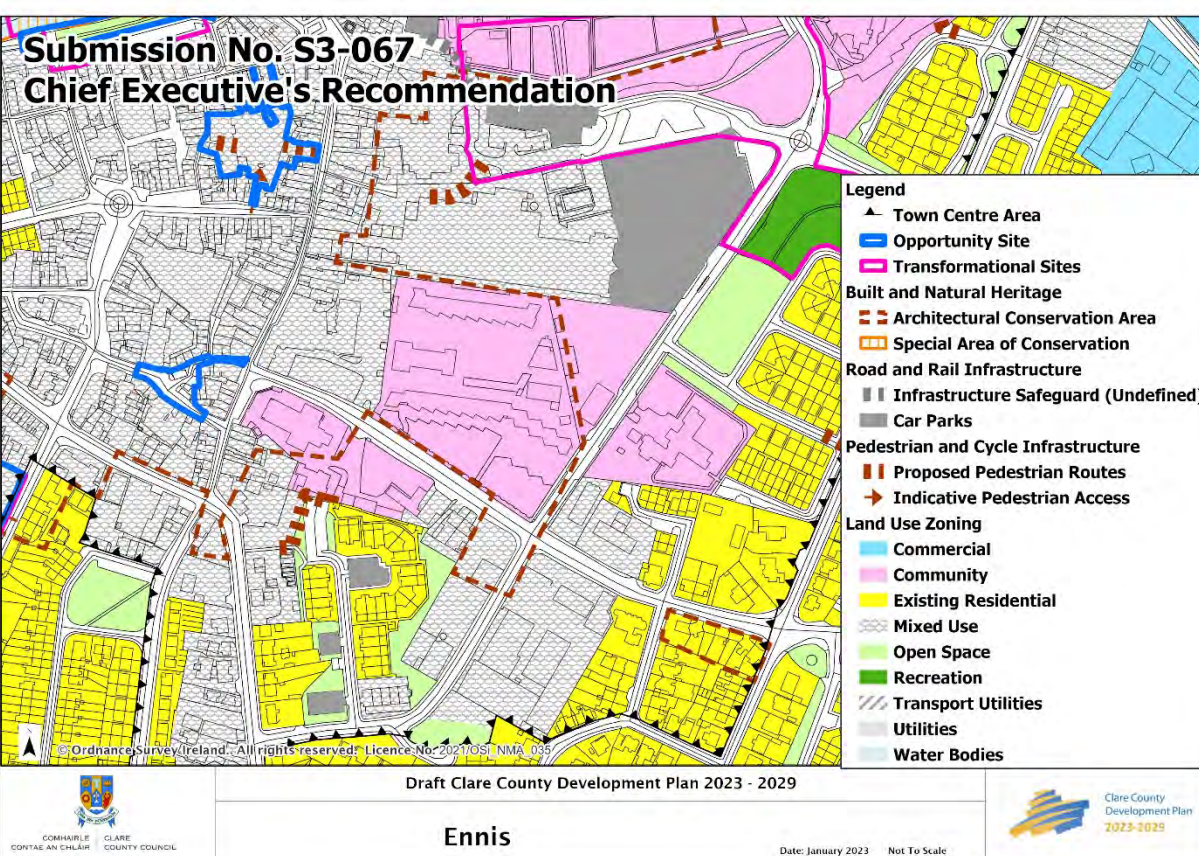 Submission No. S3-067
Chief Executive's Recommendation
Legend
Town Centre Area
Opportunity Site
Transformational Sites
Built and Natural Heritage
Architectural Conservation Area
Special Area of Conservation
Road and Rail Infrastructure
Infrastructure Safeguard (Undefined)
Car Parks
Pedestrian and Cycle Infrastructure
Proposed Pedestrian Routes
Indicative Pedestrian Access
Land Use Zoning
Commercial
Community
Existing Residential
Mixed Use
Open Space
Recreation
Transport Utilities
Utilities
Water Bodies
© Ordnance Survey Ireland. All rights reserved. Licence No. 2021/OSi_NMA_035
COMHAIRLE CONTAE AN CHLÁIR
CLARE COUNTY COUNCIL
Draft Clare County Development Plan 2023 - 2029
Ennis
Date: January 2023 Not To Scale
Clare County
Development Plan
2023-2029